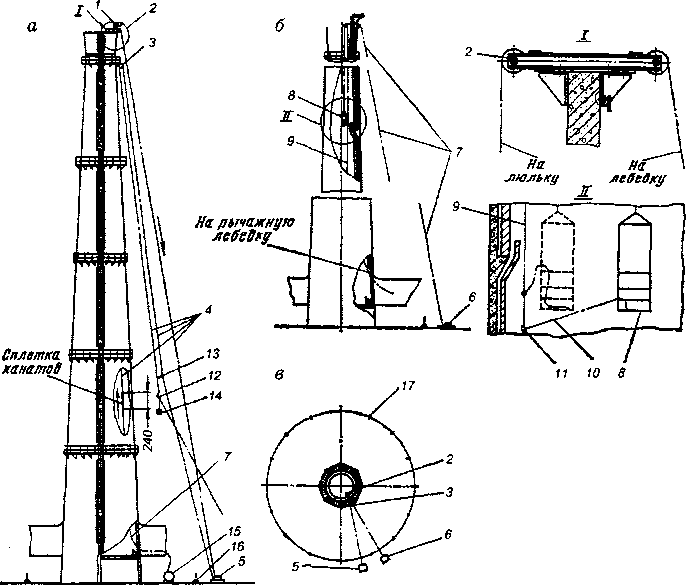 а
I
1
2
3
4
Сплетка
канатов
240
13
12
14
7
15
16
5
б
II
8
9
7
На рычажную
лебедку
6
I
2
На
люльку
На
лебедку
II
9
11
10
8
в
17
2
3
6
5